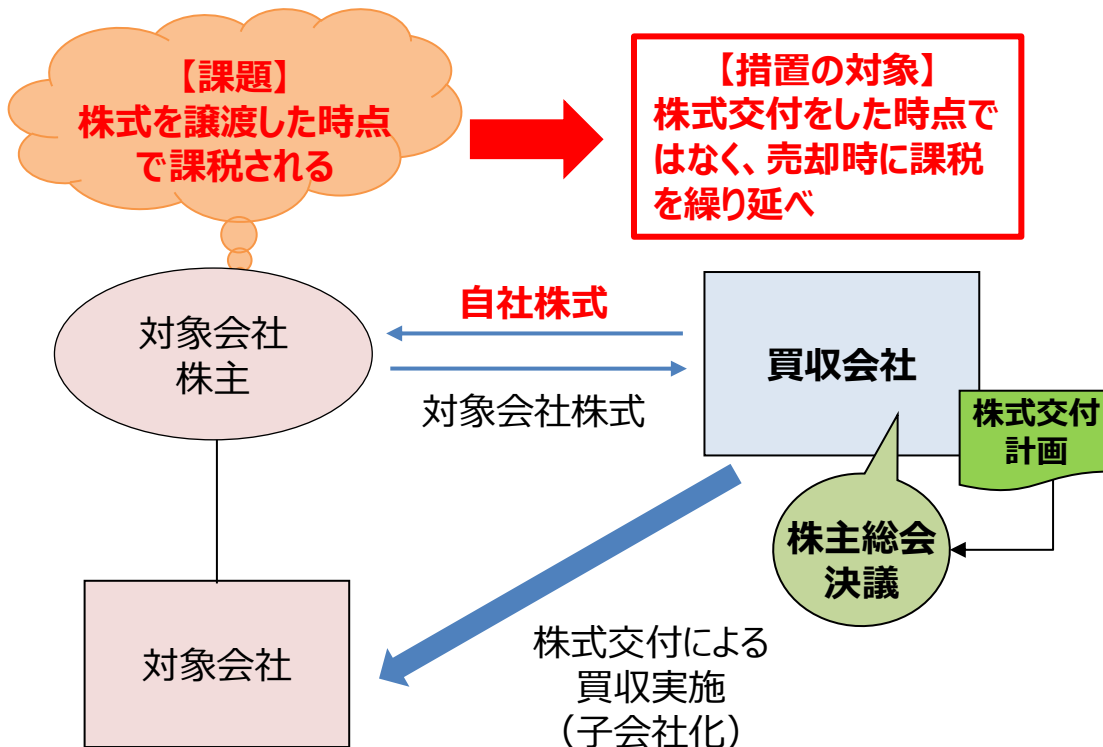 【課題】
株式を譲渡した時点
で課税される
【措置の対象】
株式交付をした時点で
はなく、売却時に課税
を繰り延べ
自社株式
対象会社
株主
対象会社株式
買収会社
株式交付
計画
株主総会
決議
対象会社
株式交付による
買収実施
（子会社化）